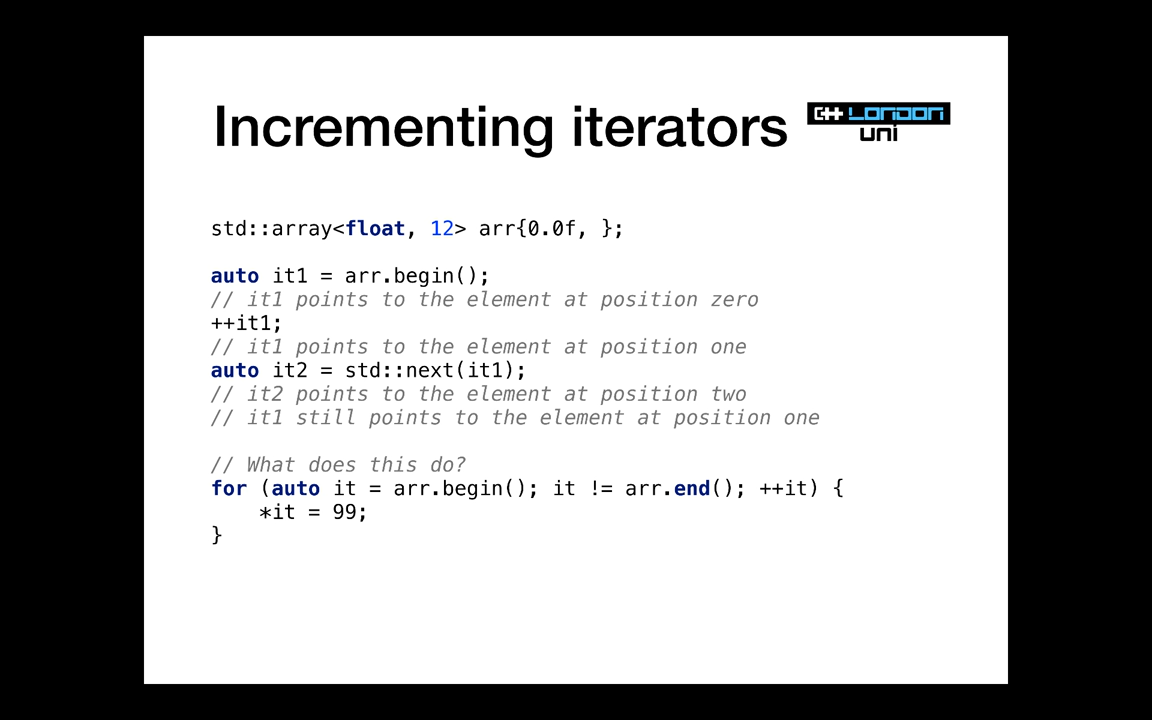 Incrementing iterators
C++ LONDON
uni
std::array<float, 12> arr{0.0f, };
auto it1 = arr.begin();
// it1 points to the element at position zero
++it1;
// it1 points to the element at position one
auto it2 = std::next(it1);
// it2 points to the element at position two
// it1 still points to the element at position one
// What does this do?
for (auto it = arr.begin(); it != arr.end(); ++it) {
    *it = 99;
}